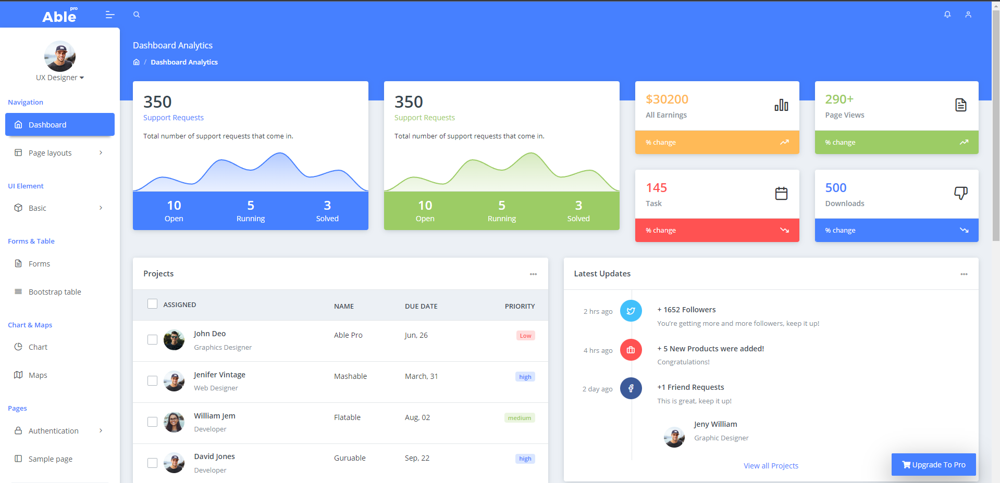 pro
Able
UX Designer
Navigation
Dashboard
Page layouts
UI Element
Basic
Forms & Table
Forms
Bootstrap table
Chart & Maps
Chart
Maps
Pages
Authentication
Sample page
Dashboard Analytics
/ Dashboard Analytics
350
Support Requests
Total number of support requests that come in.
10 5 3
Open Running Solved
350
Support Requests
Total number of support requests that come in.
10 5 3
Open Running Solved
$30200
All Earnings
% change
290+
Page Views
% change
145
Task
% change
500
Downloads
% change
Projects
ASSIGNED NAME DUE DATE PRIORITY
John Deo Able Pro Jun, 26 Low
Graphics Designer
Jenifer Vintage Mashable March, 31 high
Web Designer
William Jem Flatable Aug, 02 medium
Developer
David Jones Guruable Sep, 22 high
Developer
Latest Updates
2 hrs ago + 1652 Followers
You're getting more and more followers, keep it up!
4 hrs ago + 5 New Products were added!
Congratulations!
2 day ago +1 Friend Requests
This is great, keep it up!
Jeny William
Graphic Designer
View all Projects
Upgrade To Pro